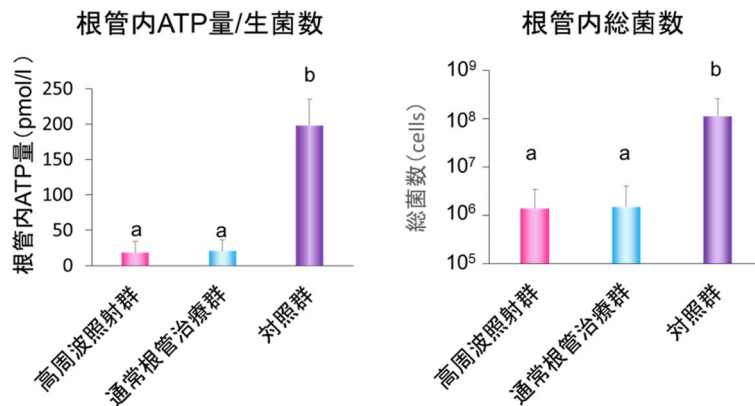 根管内ATP量/生菌数
根管内ATP量(pmol/l)
250
200
150
100
50
0
a
a
b
高周波照射群
通常根管治療群
対照群
根管内総菌数
総菌数(cells)
10⁹
10⁸
10⁷
10⁶
10⁵
a
a
b
高周波照射群
通常根管治療群
対照群